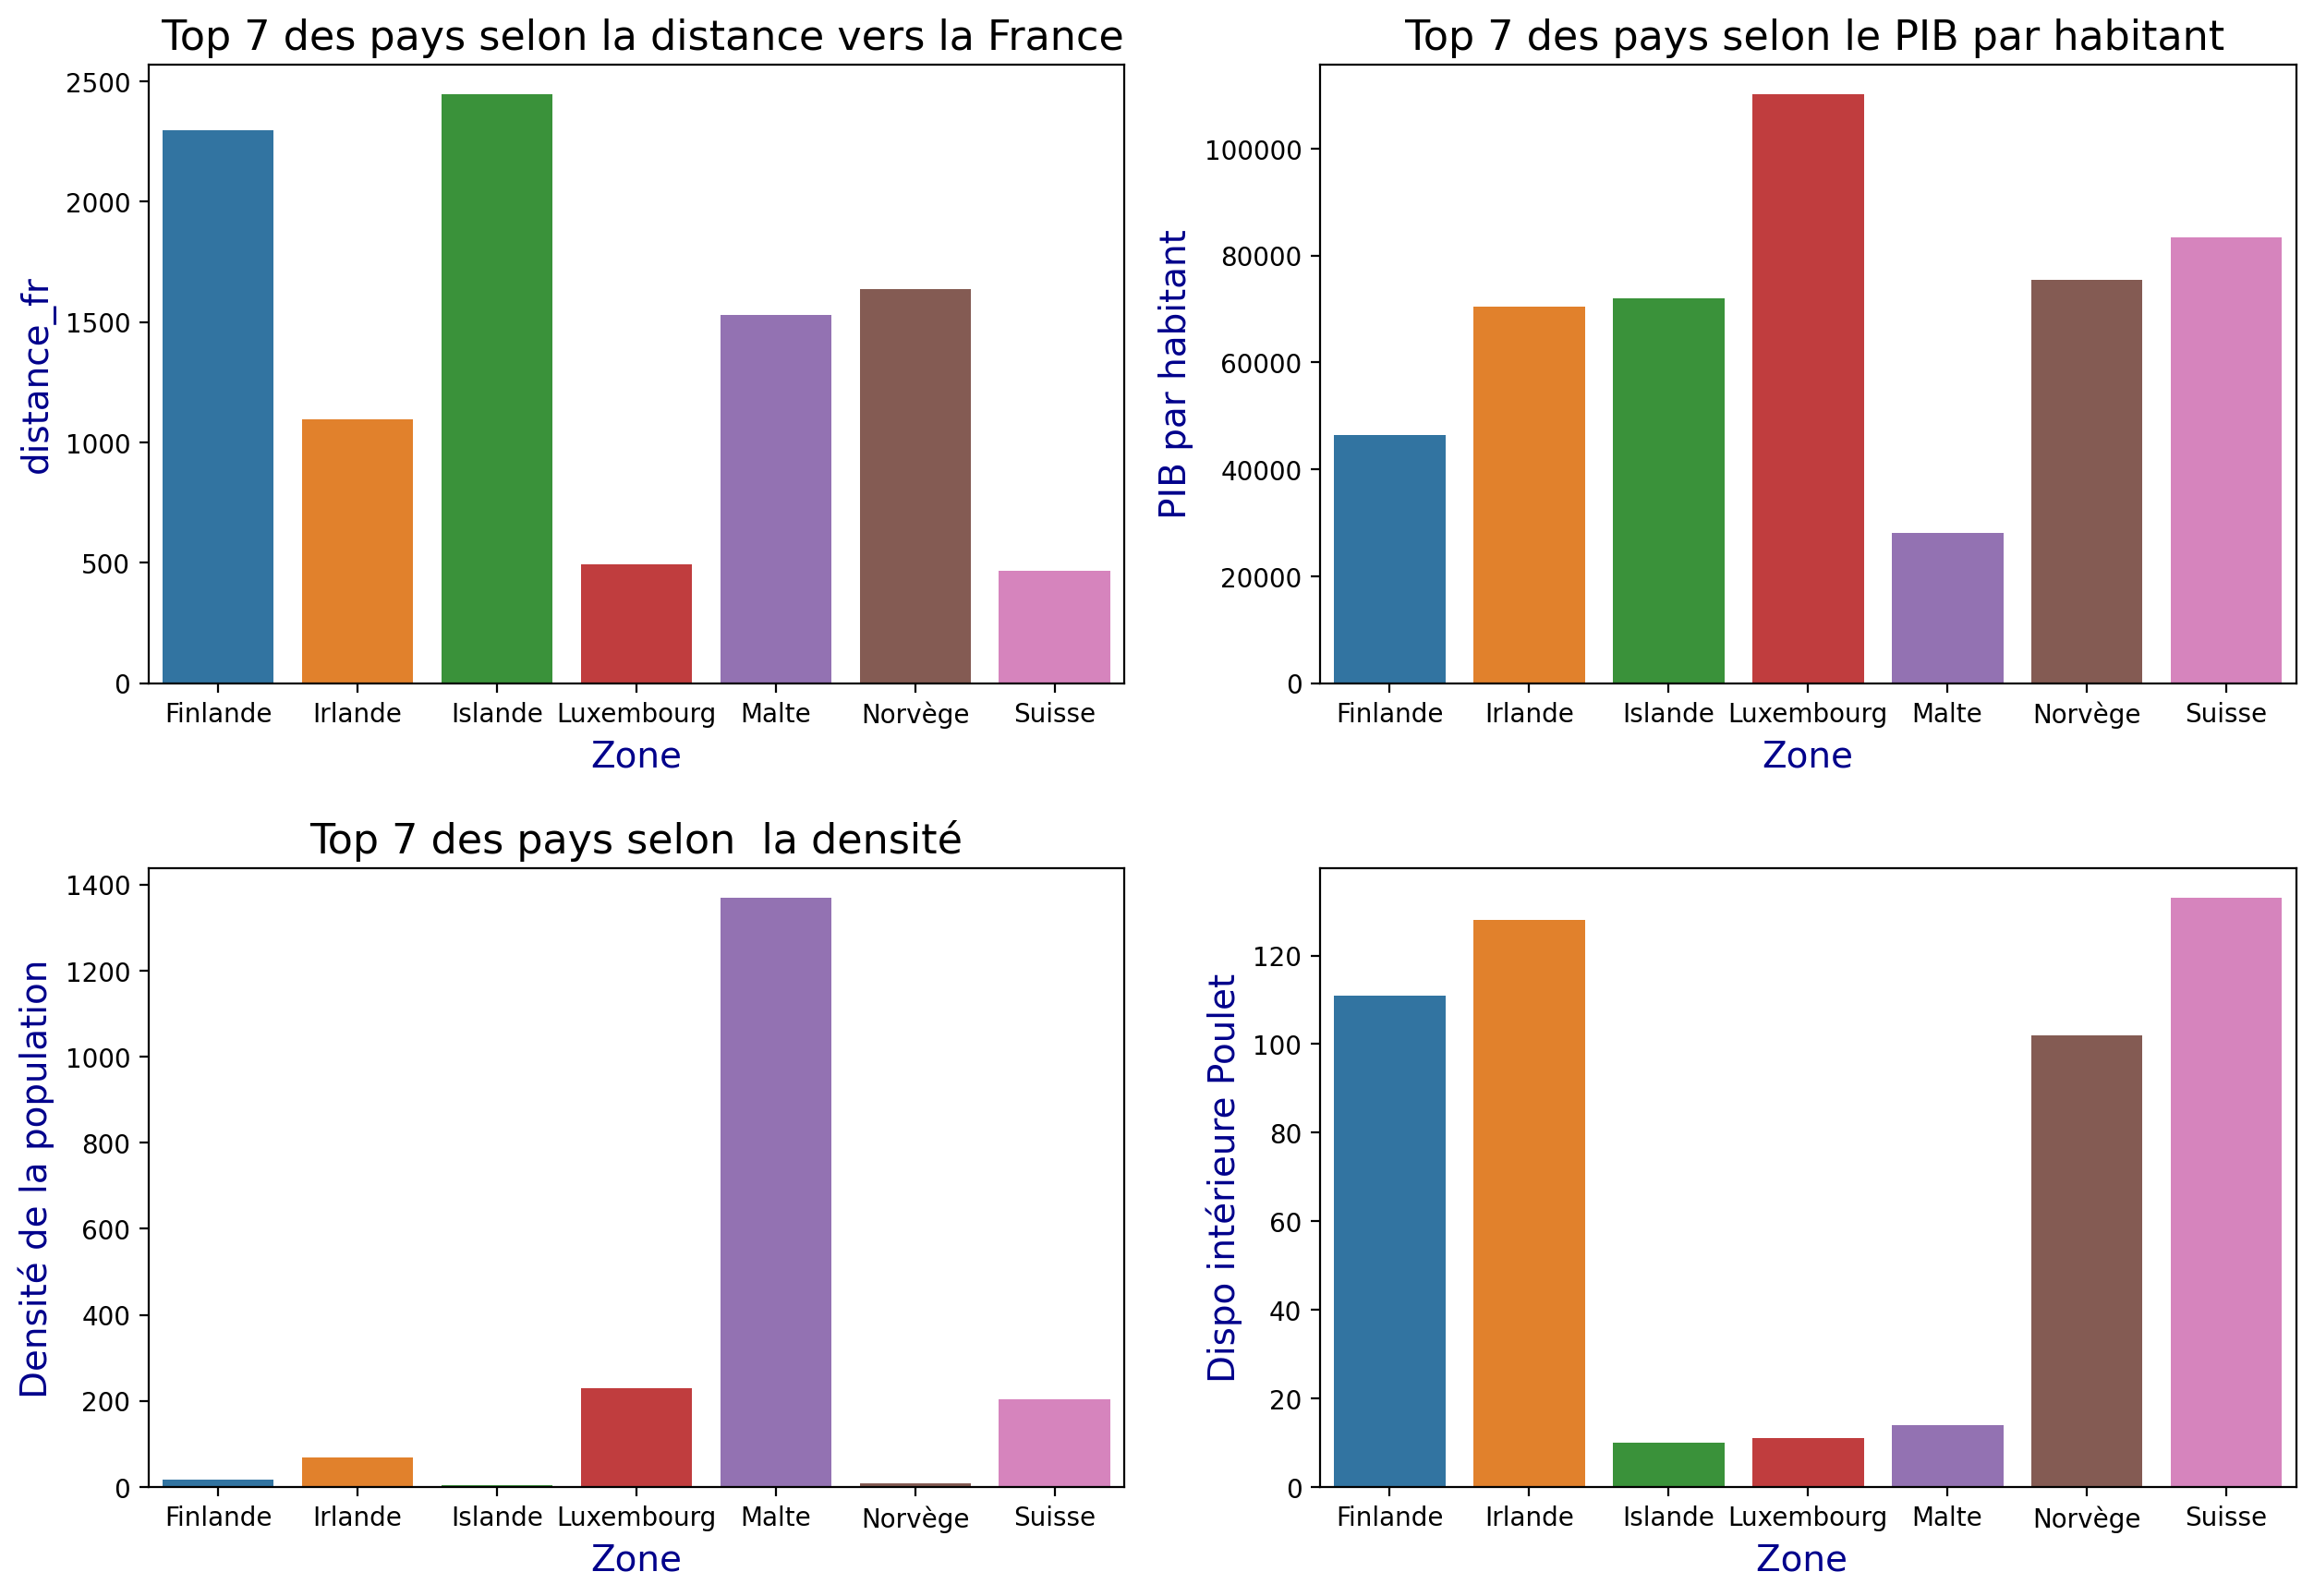 Top 7 des pays selon la distance vers la France
2500
2000
1500
1000
500
0
distance_fr
Finlande Irlande Islande Luxembourg Malte Norvège Suisse
Zone
Top 7 des pays selon le PIB par habitant
100000
80000
60000
40000
20000
0
PIB par habitant
Finlande Irlande Islande Luxembourg Malte Norvège Suisse
Zone
Top 7 des pays selon  la densité
1400
1200
1000
800
600
400
200
0
Densité de la population
Finlande Irlande Islande Luxembourg Malte Norvège Suisse
Zone
120
100
80
60
40
20
0
Dispo intérieure Poulet
Finlande Irlande Islande Luxembourg Malte Norvège Suisse
Zone